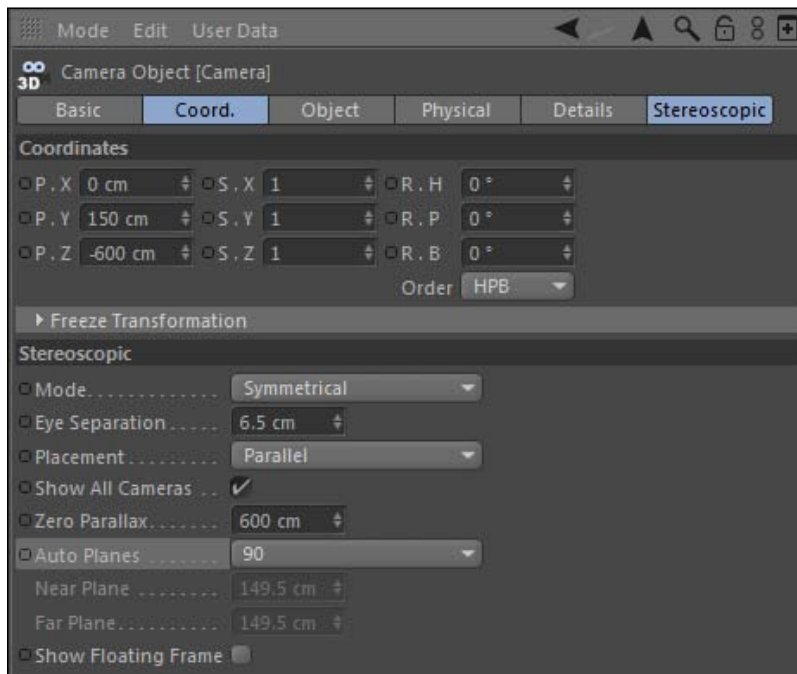 Mode Edit User Data
3D Camera Object [Camera]
Basic Coord. Object Physical Details Stereoscopic
Coordinates
P . X 0 cm S . X 1 R . H 0 °
P . Y 150 cm S . Y 1 R . P 0 °
P . Z -600 cm S . Z 1 R . B 0 °
Order HPB
Freeze Transformation
Stereoscopic
Mode............. Symmetrical
Eye Separation..... 6.5 cm
Placement......... Parallel
Show All Cameras ..
Zero Parallax....... 600 cm
Auto Planes ....... 90
Near Plane ........ 149.5 cm
Far Plane.......... 149.5 cm
Show Floating Frame